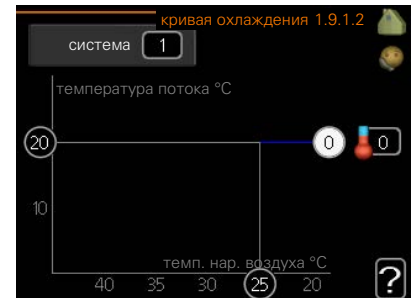 кривая охлаждения 1.9.1.2
система 1
температура потока °C
20
0
0
10
темп. нар. воздуха °C
40 35 30 25 20
?